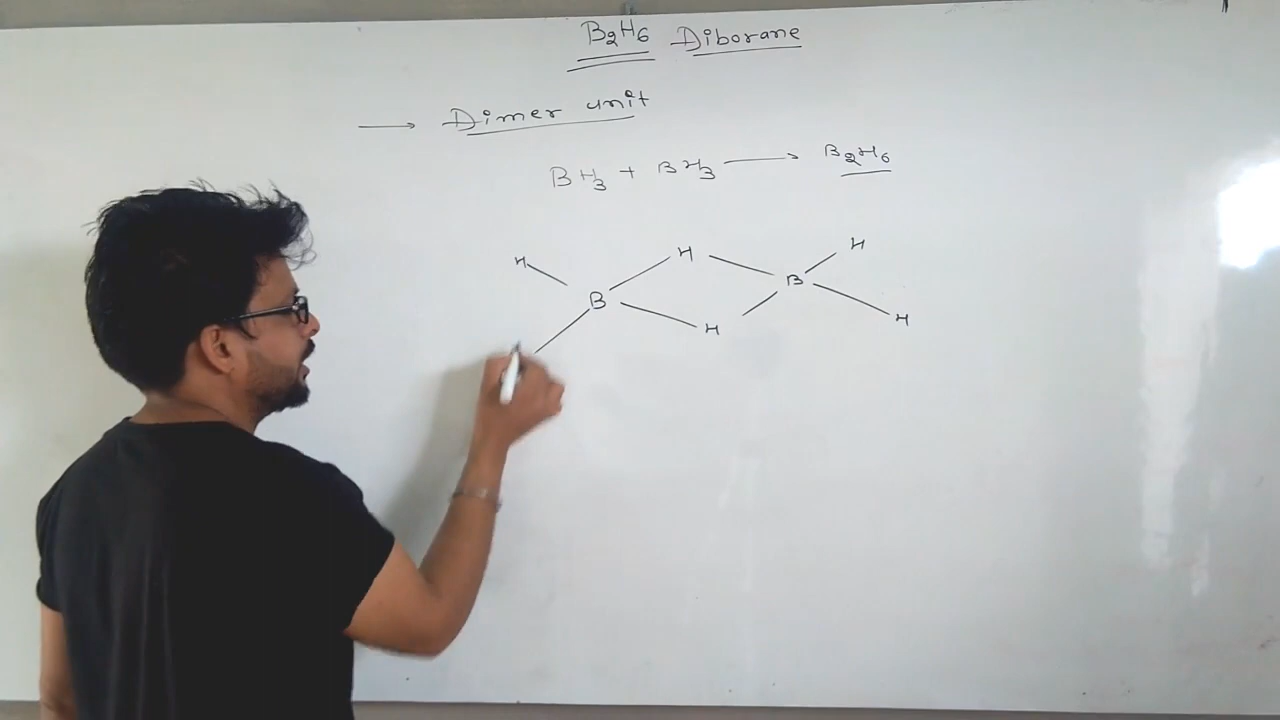 B₂H₆ Diborane
→ Dimer unit
BH₃ + BH₃ → B₂H₆
H H H
B B
H H